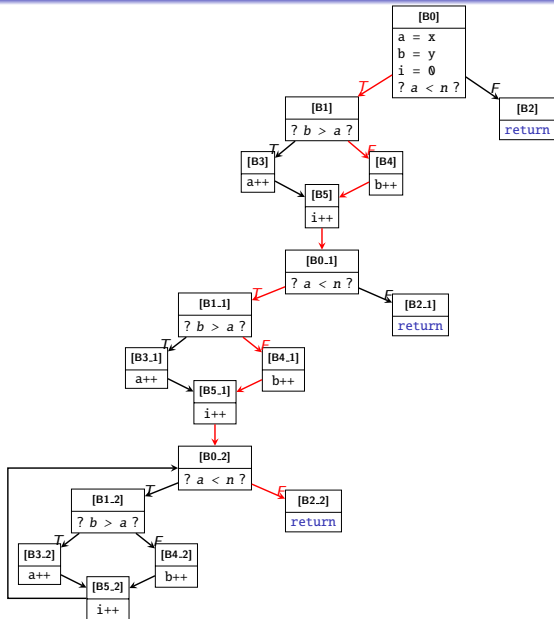 [B0]
a = x
b = y
i = 0
? a < n ?
T
F
[B1]
? b > a ?
[B2]
return
T
F
[B3]
a++
[B4]
b++
[B5]
i++
[B0_1]
? a < n ?
T
F
[B1_1]
? b > a ?
[B2_1]
return
T
F
[B3_1]
a++
[B4_1]
b++
[B5_1]
i++
[B0_2]
? a < n ?
T
F
[B1_2]
? b > a ?
[B2_2]
return
T
F
[B3_2]
a++
[B4_2]
b++
[B5_2]
i++